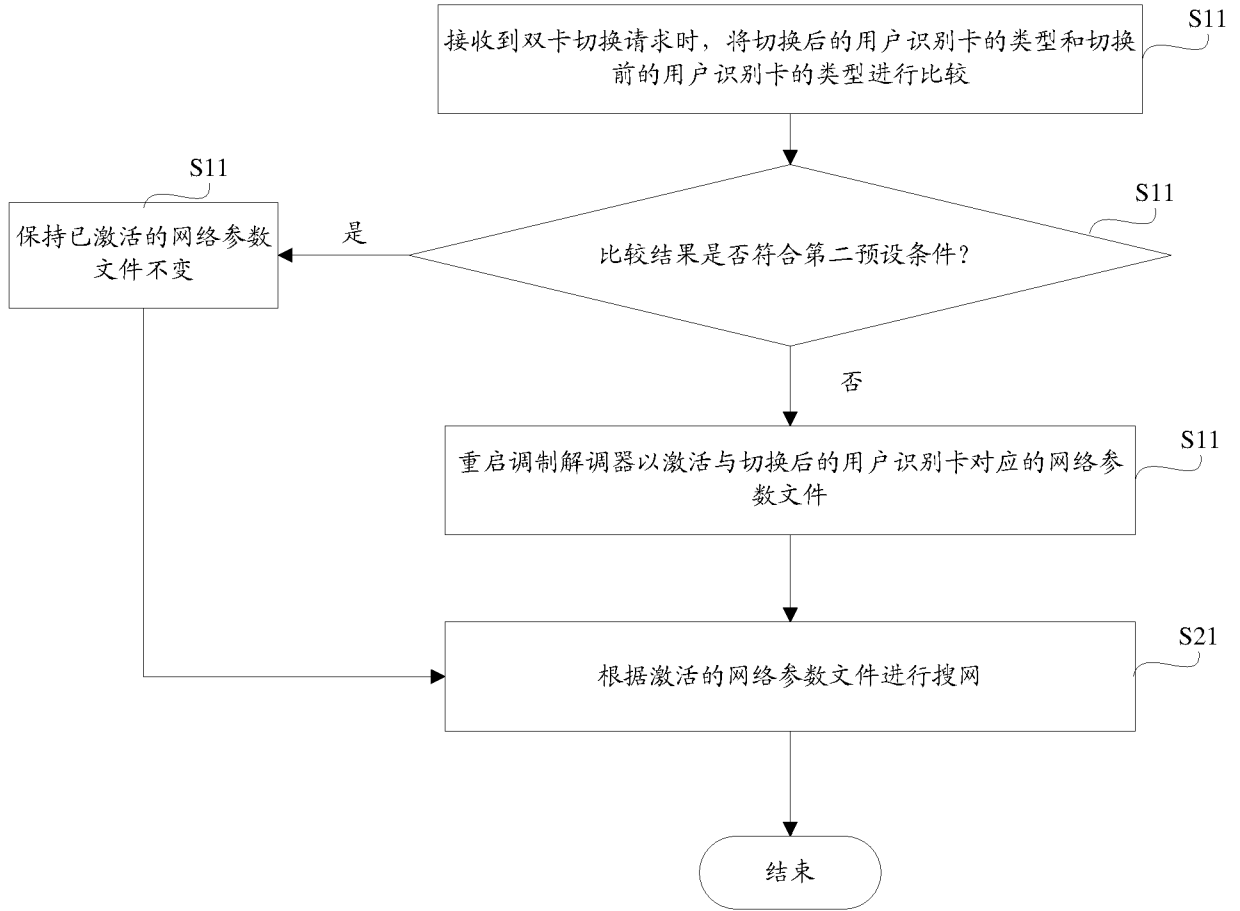 接收到双卡切换请求时，将切换后的用户识别卡的类型和切换
前的用户识别卡的类型进行比较
S11
S11
保持已激活的网络参数
文件不变
是
S11
比较结果是否符合第二预设条件？
否
重启调制解调器以激活与切换后的用户识别卡对应的网络参
数文件
S11
根据激活的网络参数文件进行搜网
S21
结束